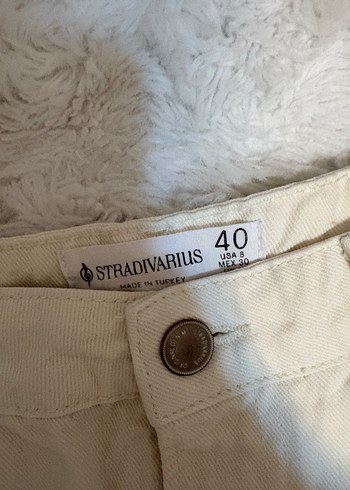 STRADIVARIUS
MADE IN TURKEY
40
USA 8
MEX 30